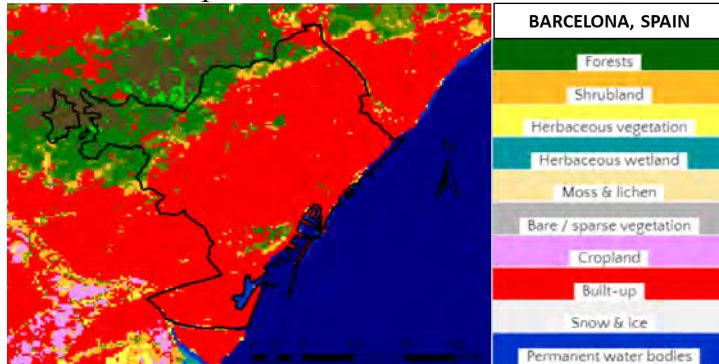 BARCELONA, SPAIN
Forests
Shrubland
Herbaceous vegetation
Herbaceous wetland
Moss & lichen
Bare / sparse vegetation
Cropland
Built-up
Snow & Ice
Permanent water bodies
N